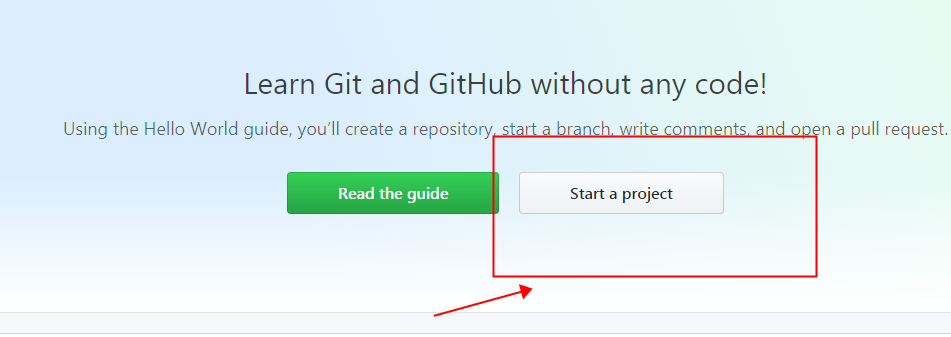 Learn Git and GitHub without any code!
Using the Hello World guide, you’ll create a repository, start a branch, write comments, and open a pull request.
Read the guide
Start a project